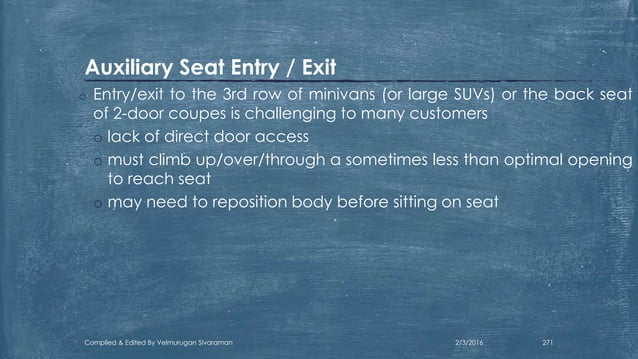 Auxiliary Seat Entry / Exit
o Entry/exit to the 3rd row of minivans (or large SUVs) or the back seat
of 2-door coupes is challenging to many customers
o lack of direct door access
o must climb up/over/through a sometimes less than optimal opening
to reach seat
o may need to reposition body before sitting on seat
Complied & Edited By Velmurugan Sivaraman 2/3/2016 271